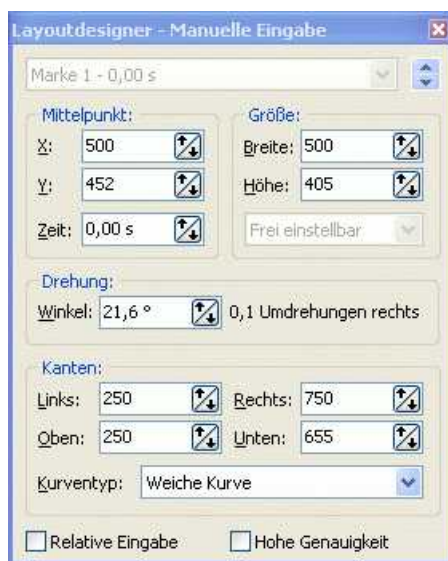 Layoutdesigner - Manuelle Eingabe
Marke 1 - 0,00 s
Mittelpunkt: Größe:
X: 500 Breite: 500
Y: 452 Höhe: 405
Zeit: 0,00 s Frei einstellbar
Drehung:
Winkel: 21,6 ° 0,1 Umdrehungen rechts
Kanten:
Links: 250 Rechts: 750
Oben: 250 Unten: 655
Kurventyp: Weiche Kurve
Relative Eingabe Hohe Genauigkeit